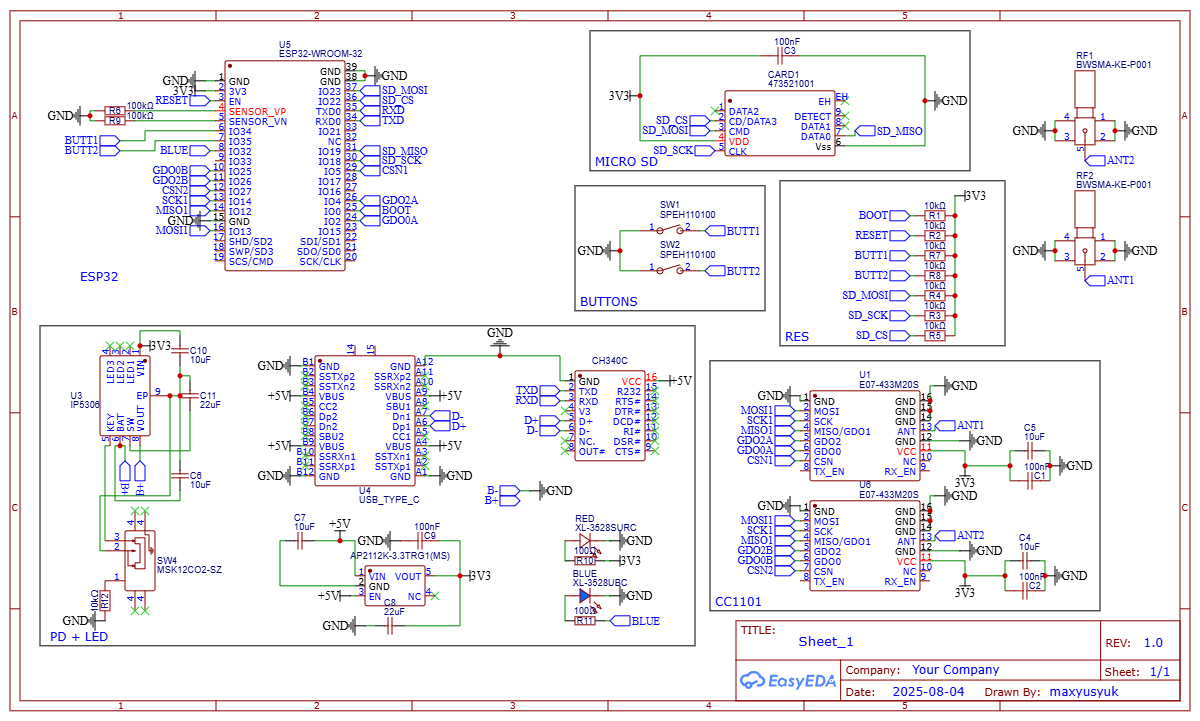 1 2 3 4 5
A
B
C
U5
ESP32-WROOM-32
GND 1 GND
3V3 2 3V3
RESET 3 EN
GND R8 100kΩ 4 SENSOR_VP
R9 100kΩ 5 SENSOR_VN
6 IO34
BUTT1 7 IO35
BUTT2 BLUE 8 IO32
9 IO33
GDO0B 10 IO25
GDO2B 11 IO26
CSN2 12 IO27
SCK1 13 IO14
MISO1 14 IO12
GND 15 GND
MOSI1 16 IO13
17 SHD/SD2
18 SWP/SD3
19 SCS/CMD
GND 39 GND
GND 38
IO23 37 SD_MOSI
IO22 36 SD_CS
TXD0 35 RXD
RXD0 34 TXD
IO21 33
NC 32
IO19 31 SD_MISO
IO18 30 SD_SCK
IO5 29 CSN1
IO17 28
IO16 27
IO4 26 GDO2A
IO0 25 BOOT
IO2 24 GDO0A
IO15 23
SDI/SD1 22
SDO/SD0 21
SCK/CLK 20
ESP32
100nF
C3
CARD1
473521001
3V3
GND
1 DATA2
SD_CS 2 CD/DATA3
SD_MOSI 3 CMD
4 VDD
SD_SCK 5 CLK
EH EH
DETECT 9
DATA1 8
DATA0 7 SD_MISO
Vss 6
MICRO SD
SW1
SPEH110100
GND 1 2 BUTT1
SW2
SPEH110100
1 2 BUTT2
BUTTONS
3V3
BOOT 10kΩ R1
RESET 10kΩ R2
BUTT1 10kΩ R7
BUTT2 10kΩ R8
SD_MOSI 10kΩ R4
SD_SCK 10kΩ R3
SD_CS 10kΩ R5
RES
RF1
BWSMA-KE-P001
GND 4 1 GND
3 2
5 ANT2
RF2
BWSMA-KE-P001
GND 4 1 GND
3 2
5 ANT1
3V3
C10
10uF
C11
22uF
C6
10uF
U3
IP5306
4 3 2 1
LED3 LED2 LED1 VIN
EP 9
KEY BAT SW VOUT
5 6 7 8
B+ B+
4 4
3
2
1
4 4
SW4
MSK12CO2-SZ
10kΩ
R12
GND
PD + LED
14 15
GND B1 GND
B2 SSTXp2
B3 SSTXn2
+5V B4 VBUS
B5 CC2
B6 Dp2
B7 Dn2
B8 SBU2
+5V B9 VBUS
B10 SSRXn1
B11 SSRXp1
GND B12 GND
GND A12
SSRXp2 A11
SSRXn2 A10
VBUS A9 +5V
SBU1 A8
Dn1 A7 D-
Dp1 A6 D+
CC1 A5
VBUS A4 +5V
SSTXn1 A3
SSTXp1 A2
GND A1 GND
U4
USB_TYPE_C
GND
CH340C
1 GND
TXD 2 TXD
RXD 3 RXD
4 V3
D+ 5 D+
D- 6 D-
7 NC.
8 OUT#
VCC 16 +5V
R232 15
RTS# 14
DTR# 13
DCD# 12
RI# 11
DSR# 10
CTS# 9
B- GND
B+
C7
10uF
+5V
GND
100nF
C9
AP2112K-3.3TRG1(MS)
1 VIN VOUT 5 3V3
2 GND
+5V 3 EN NC 4
C8
22uF
GND
RED
XL-3528SURC
GND
100Ω
R10 3V3
BLUE
XL-3528UBC
GND
100Ω
R11 BLUE
U1
E07-433M20S
GND 1 GND
MOSI1 2 MOSI
SCK1 3 SCK
MISO1 4 MISO/GDO1
GDO2A 5 GDO2
GDO0A 6 GDO0
CSN1 7 CSN
8 TX_EN
GND 16 GND
GND 15
GND 14
ANT 13 ANT1
GND 12 GND
VCC 11
NC 10
RX_EN 9
3V3
C5
10uF
100nF
C1
GND
U6
E07-433M20S
GND 1 GND
MOSI1 2 MOSI
SCK1 3 SCK
MISO1 4 MISO/GDO1
GDO2B 5 GDO2
GDO0B 6 GDO0
CSN2 7 CSN
8 TX_EN
GND 16 GND
GND 15
GND 14
ANT 13 ANT2
GND 12 GND
VCC 11
NC 10
RX_EN 9
3V3
C4
10uF
100nF
C2
GND
CC1101
TITLE:
Sheet_1
REV: 1.0
EasyEDA
Company: Your Company
Sheet: 1/1
Date: 2025-08-04 Drawn By: maxyusyuk
A
B
C
1 2 3 4 5